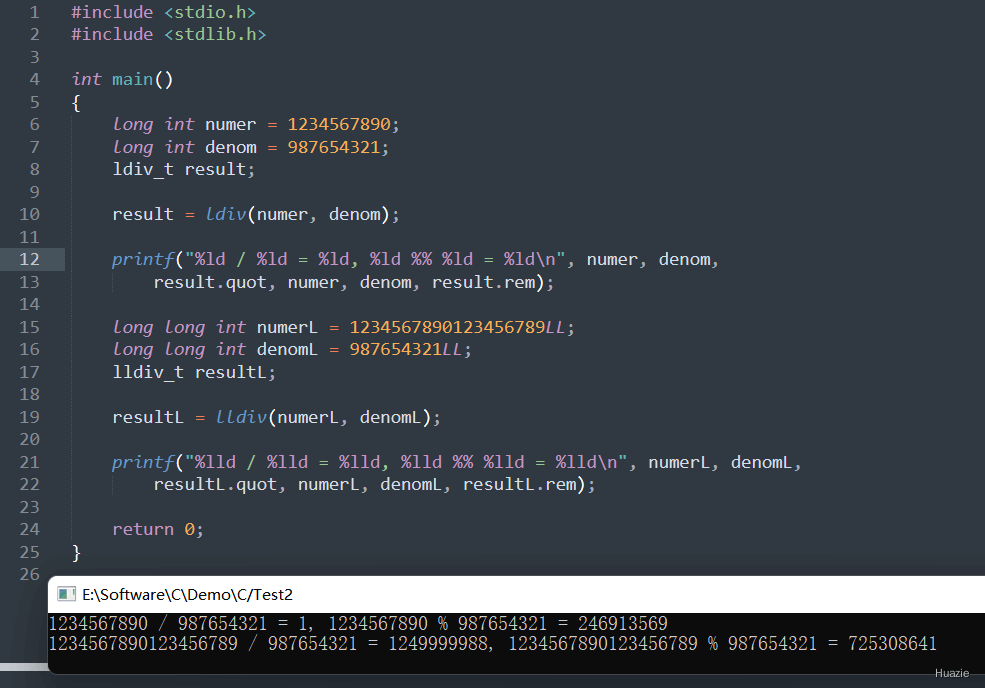 1 #include <stdio.h>
2 #include <stdlib.h>
3
4 int main()
5 {
6     long int numer = 1234567890;
7     long int denom = 987654321;
8     ldiv_t result;
9
10     result = ldiv(numer, denom);
11
12     printf("%ld / %ld = %ld, %ld %% %ld = %ld\n", numer, denom,
13         result.quot, numer, denom, result.rem);
14
15     long long int numerL = 1234567890123456789LL;
16     long long int denomL = 987654321LL;
17     lldiv_t resultL;
18
19     resultL = lldiv(numerL, denomL);
20
21     printf("%lld / %lld = %lld, %lld %% %lld = %lld\n", numerL, denomL,
22         resultL.quot, numerL, denomL, resultL.rem);
23
24     return 0;
25 }
26
E:\Software\C\Demo\C/Test2
1234567890 / 987654321 = 1, 1234567890 % 987654321 = 246913569
1234567890123456789 / 987654321 = 1249999988, 1234567890123456789 % 987654321 = 725308641
Huazie